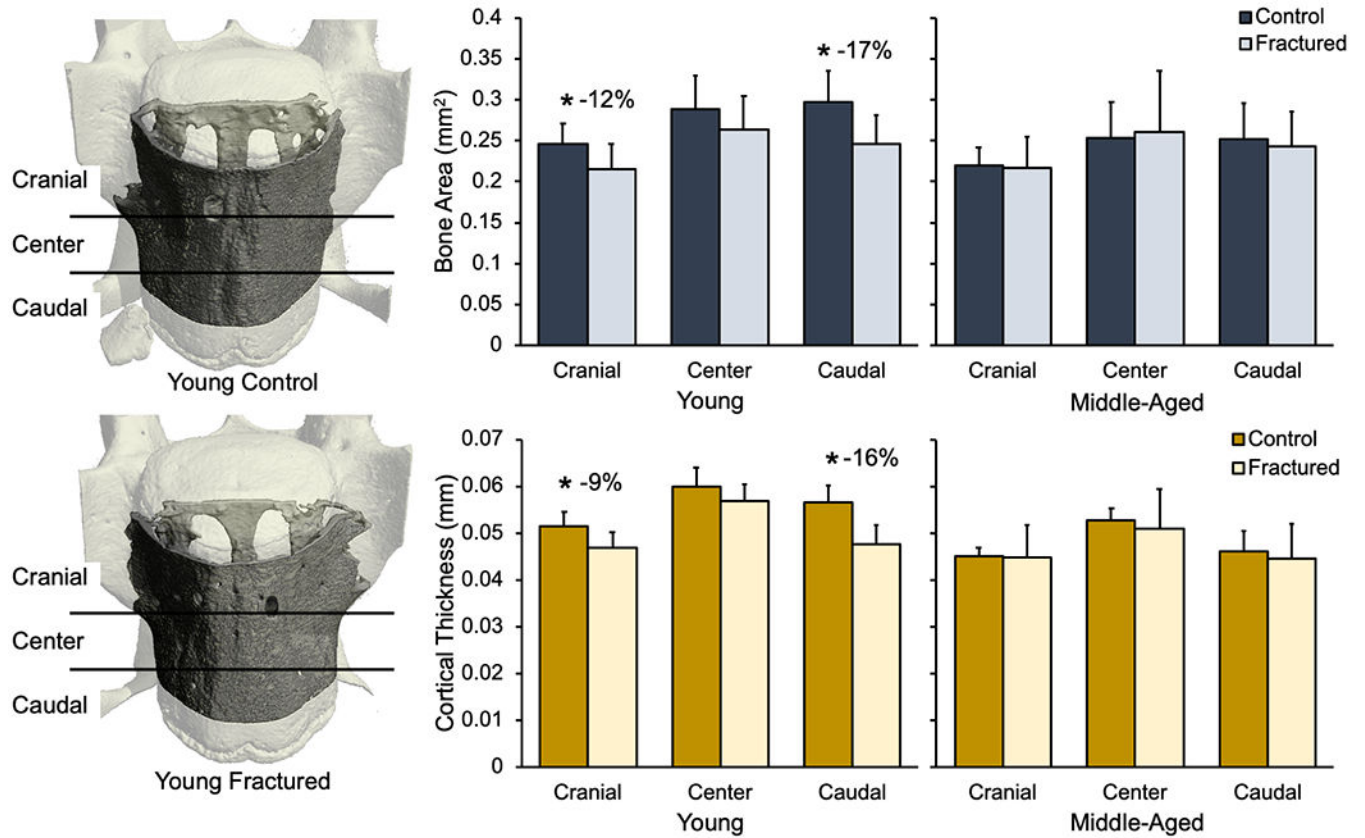 Cranial
Center
Caudal
Young Control
Cranial
Center
Caudal
Young Fractured
Bone Area (mm²)
0.4
0.35
0.3
0.25
0.2
0.15
0.1
0.05
0
* -12%
* -17%
Control
Fractured
Cranial Center Caudal
Young
Cranial Center Caudal
Middle-Aged
Cortical Thickness (mm)
0.07
0.06
0.05
0.04
0.03
0.02
0.01
0
* -9%
* -16%
Control
Fractured
Cranial Center Caudal
Young
Cranial Center Caudal
Middle-Aged